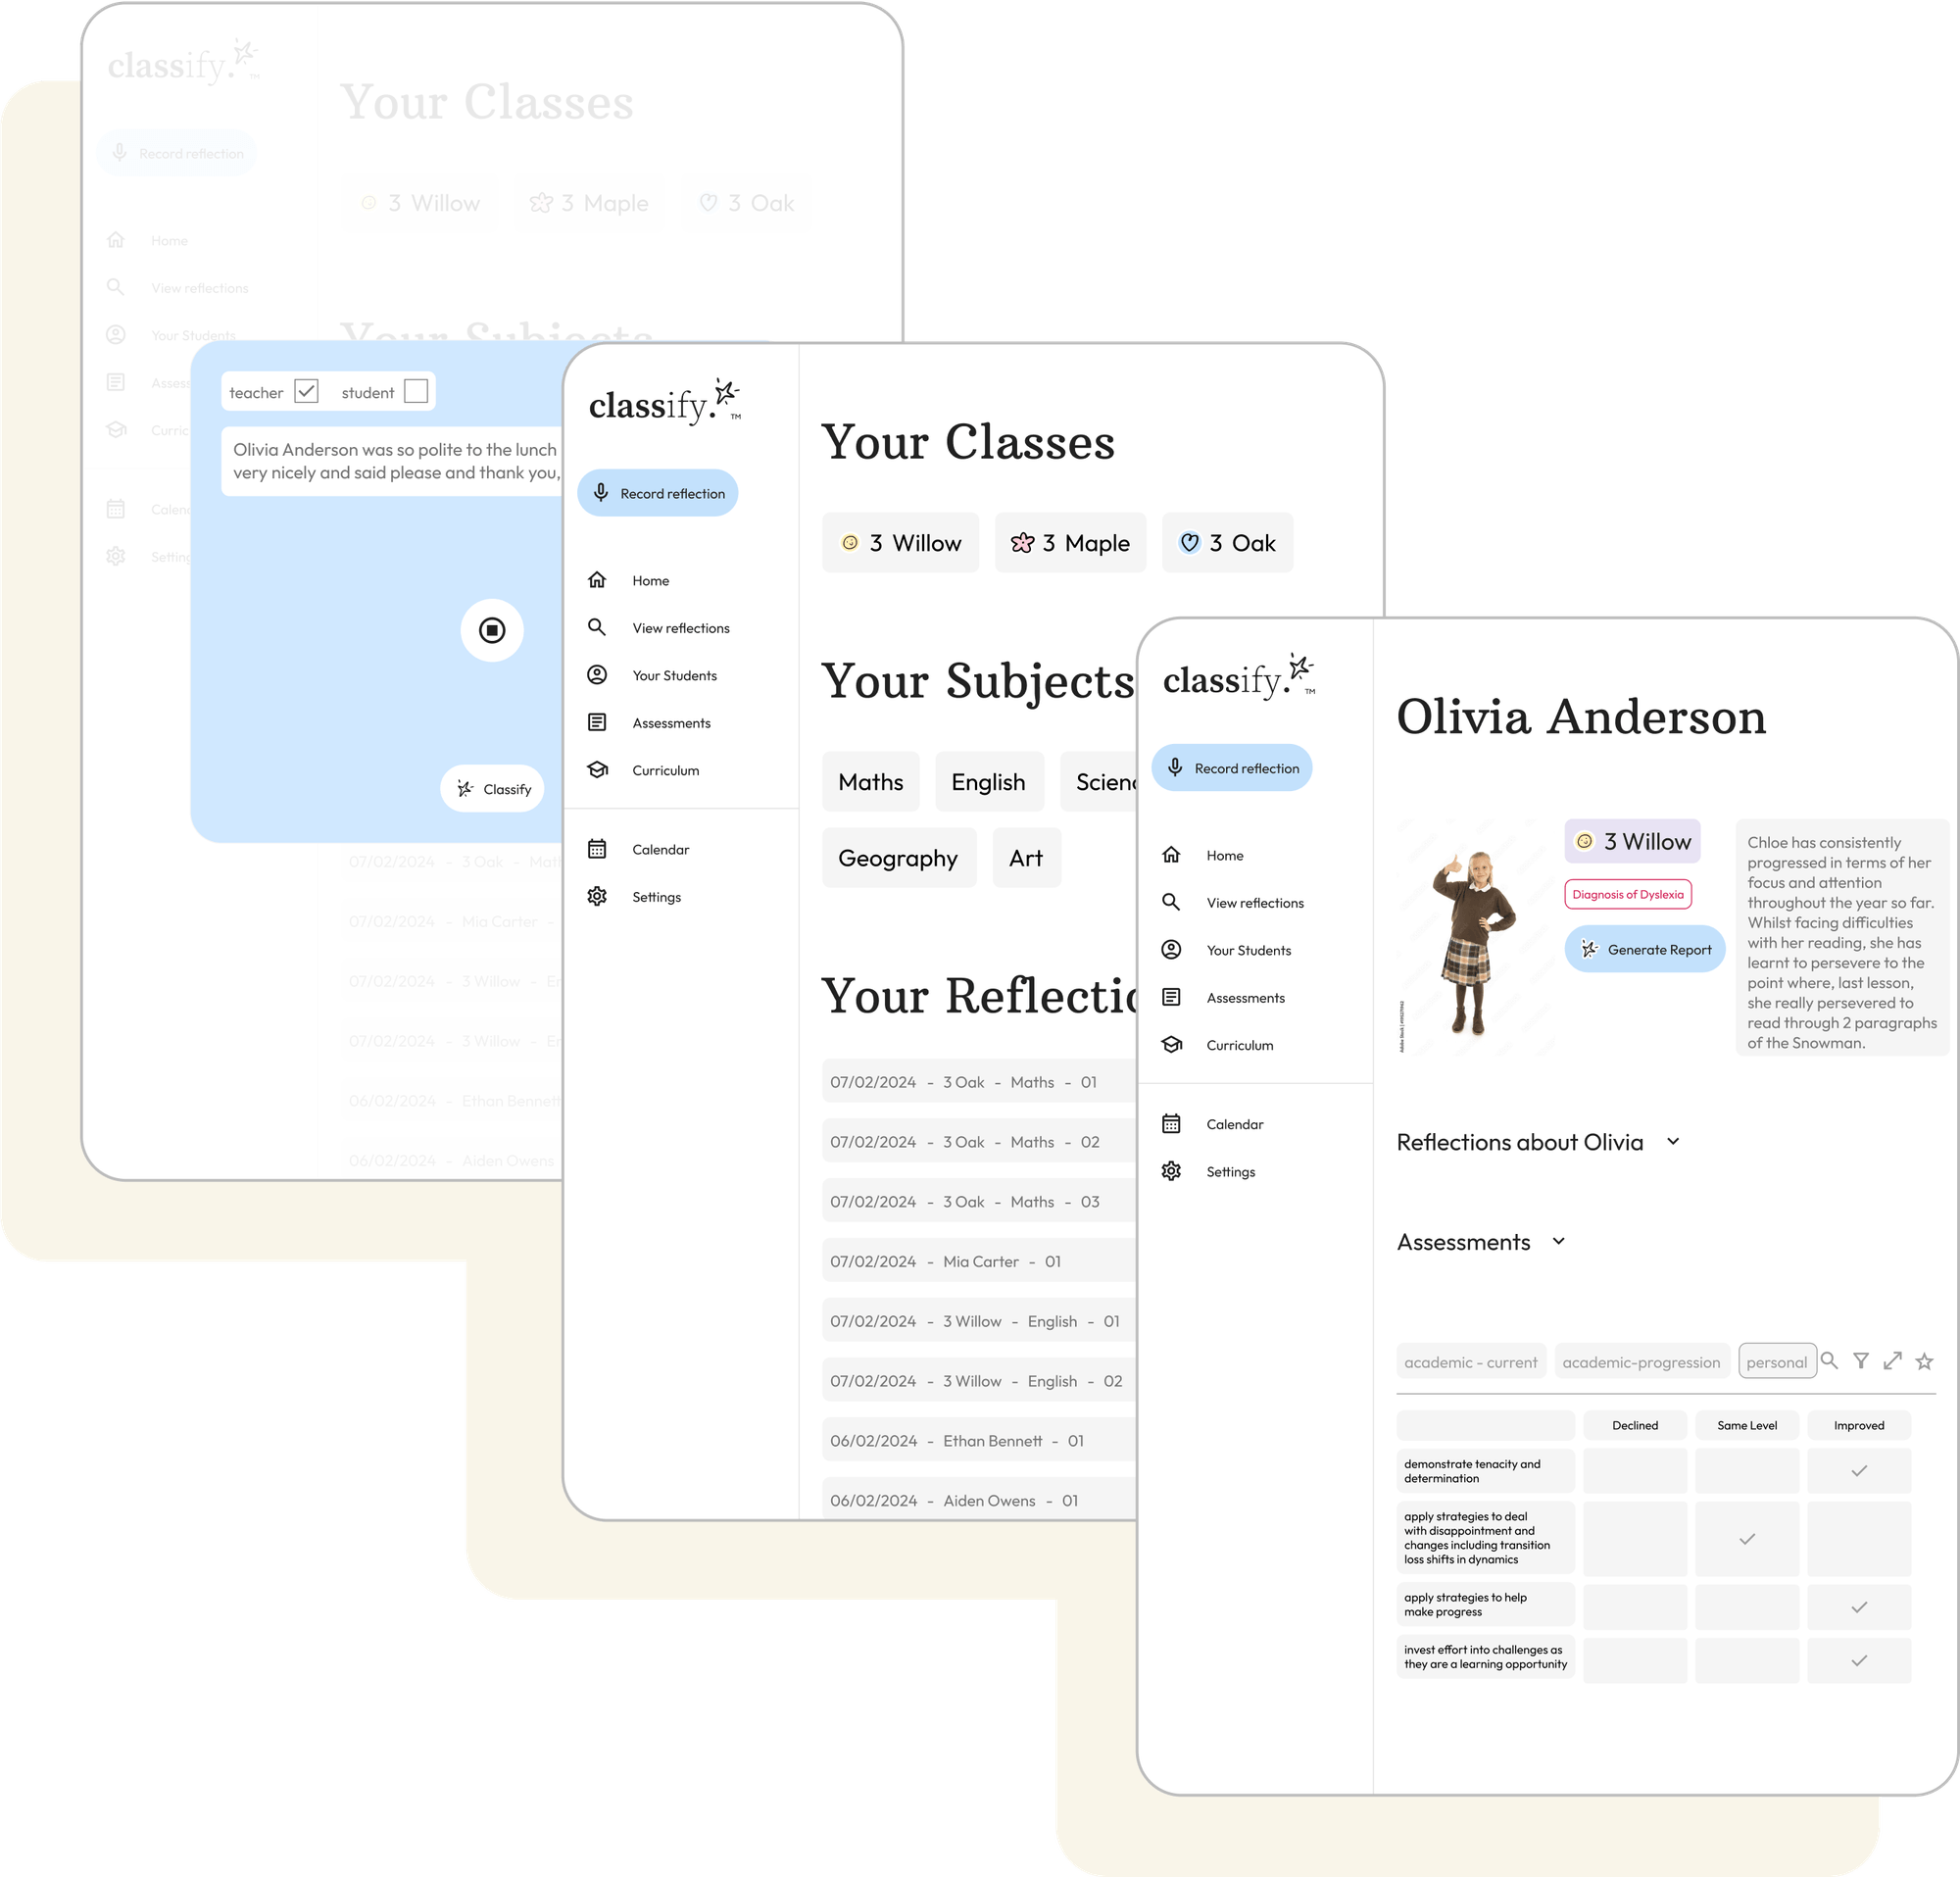 classify. TM
Your Classes
Record reflection
3 Willow
3 Maple
3 Oak
Home
View reflections
Your Students
Your Subjects
Assess
Curric
Calend
Setting
teacher
student
Olivia Anderson was so polite to the lunch
very nicely and said please and thank you,
Classify
07/02/2024 - 3 Oak - Mat
07/02/2024 - Mia Carter -
07/02/2024 - 3 Willow - En
07/02/2024 - 3 Willow - En
06/02/2024 - Ethan Bennett
06/02/2024 - Aiden Owens
classify. TM
Record reflection
Home
View reflections
Your Students
Assessments
Curriculum
Calendar
Settings
Your Classes
3 Willow
3 Maple
3 Oak
Your Subjects
Maths
English
Scienc
Geography
Art
Your Reflectio
07/02/2024 - 3 Oak - Maths - 01
07/02/2024 - 3 Oak - Maths - 02
07/02/2024 - 3 Oak - Maths - 03
07/02/2024 - Mia Carter - 01
07/02/2024 - 3 Willow - English - 01
07/02/2024 - 3 Willow - English - 02
06/02/2024 - Ethan Bennett - 01
06/02/2024 - Aiden Owens - 01
classify. TM
Record reflection
Home
View reflections
Your Students
Assessments
Curriculum
Calendar
Settings
Olivia Anderson
3 Willow
Diagnosis of Dyslexia
Generate Report
Chloe has consistently
progressed in terms of her
focus and attention
throughout the year so far.
Whilst facing difficulties
with her reading, she has
learnt to persevere to the
point where, last lesson,
she really persevered to
read through 2 paragraphs
of the Snowman.
Reflections about Olivia
Assessments
academic - current
academic-progression
personal
Declined
Same Level
Improved
demonstrate tenacity and
determination
apply strategies to deal
with disappointment and
changes including transition
loss shifts in dynamics
apply strategies to help
make progress
invest effort into challenges as
they are a learning opportunity